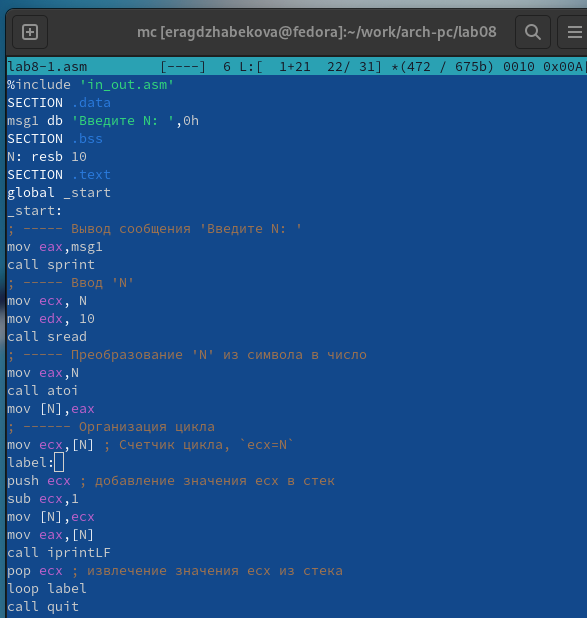 mc [eragdzhabekova@fedora]:~/work/arch-pc/lab08
lab8-1.asm [----] 6 L:[ 1+21 22/ 31] *(472 / 675b) 0010 0x00A[
%include 'in_out.asm'
SECTION .data
msg1 db 'Введите N: ',0h
SECTION .bss
N: resb 10
SECTION .text
global _start
_start:
; ----- Вывод сообщения 'Введите N: '
mov eax,msg1
call sprint
; ----- Ввод 'N'
mov ecx, N
mov edx, 10
call sread
; ----- Преобразование 'N' из символа в число
mov eax,N
call atoi
mov [N],eax
; ------ Организация цикла
mov ecx,[N] ; Счетчик цикла, `ecx=N`
label:
push ecx ; добавление значения ecx в стек
sub ecx,1
mov [N],ecx
mov eax,[N]
call iprintLF
pop ecx ; извлечение значения ecx из стека
loop label
call quit